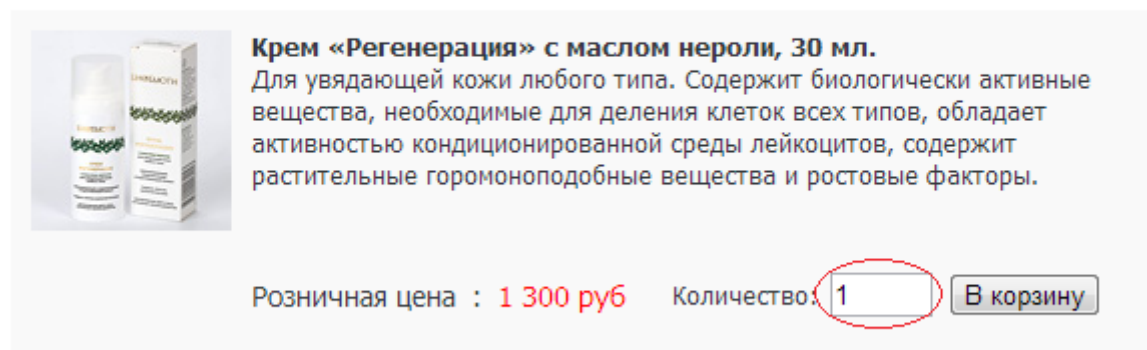 Крем «Регенерация» с маслом нероли, 30 мл.
Для увядающей кожи любого типа. Содержит биологически активные
вещества, необходимые для деления клеток всех типов, обладает
активностью кондиционированной среды лейкоцитов, содержит
растительные горомоноподобные вещества и ростовые факторы.
Розничная цена : 1 300 руб Количество: 1 В корзину